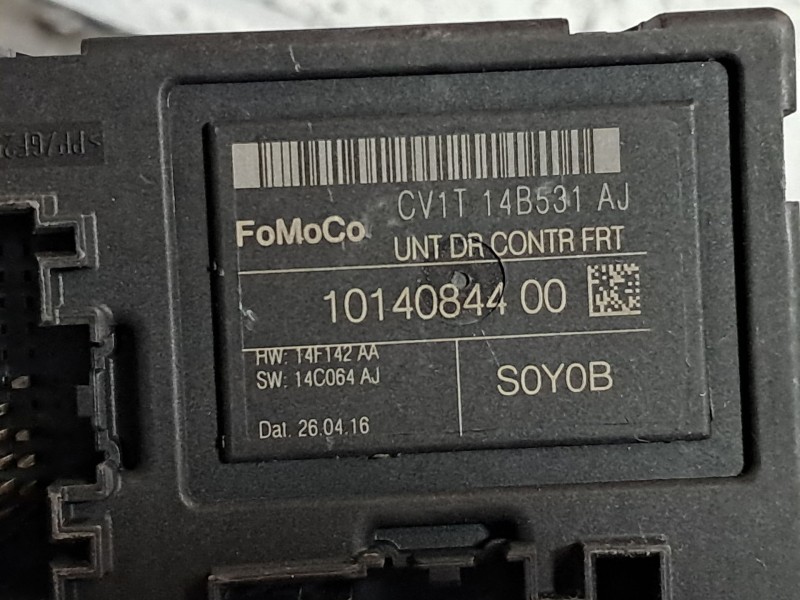 CV1T 14B531 AJ
FoMoCo
UNT DR CONTR FRT
10140844 00
HW: 14F142 AA
SW: 14C064 AJ
S0Y0B
Dat. 26.04.16